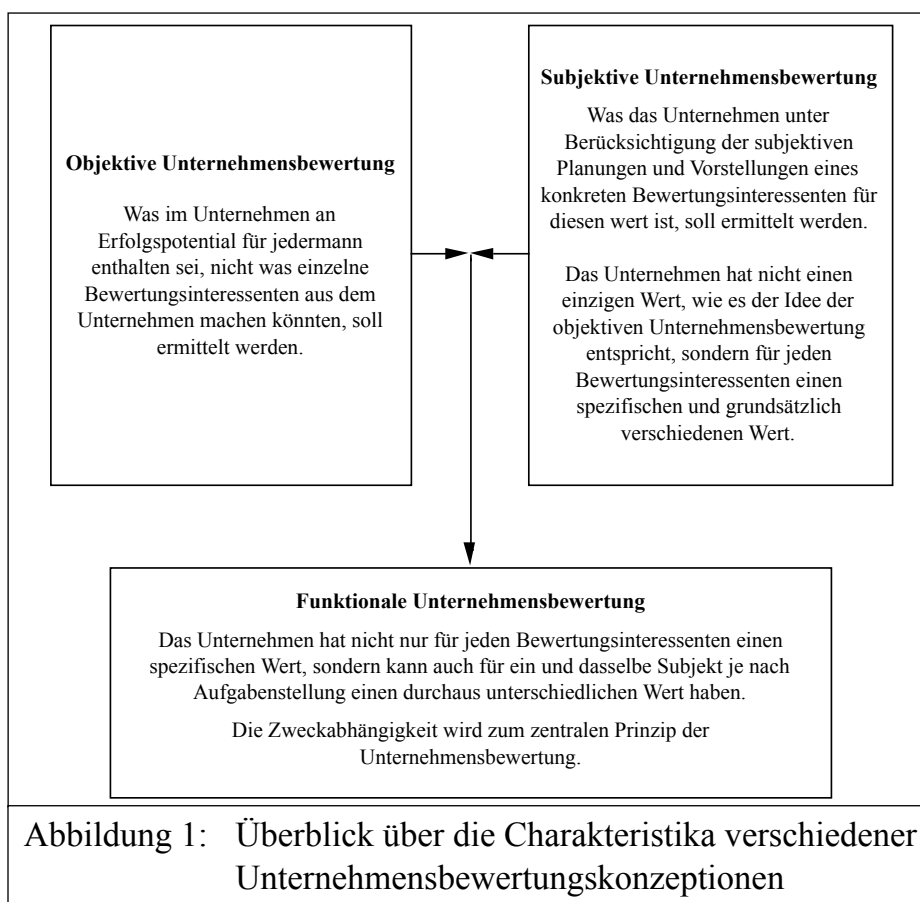 Objektive Unternehmensbewertung
Was im Unternehmen an
Erfolgspotential für jedermann
enthalten sei, nicht was einzelne
Bewertungsinteressenten aus dem
Unternehmen machen könnten, soll
ermittelt werden.
Subjektive Unternehmensbewertung
Was das Unternehmen unter
Berücksichtigung der subjektiven
Planungen und Vorstellungen eines
konkreten Bewertungsinteressenten für
diesen wert ist, soll ermittelt werden.
Das Unternehmen hat nicht einen
einzigen Wert, wie es der Idee der
objektiven Unternehmensbewertung
entspricht, sondern für jeden
Bewertungsinteressenten einen
spezifischen und grundsätzlich
verschiedenen Wert.
Funktionale Unternehmensbewertung
Das Unternehmen hat nicht nur für jeden Bewertungsinteressenten einen
spezifischen Wert, sondern kann auch für ein und dasselbe Subjekt je nach
Aufgabenstellung einen durchaus unterschiedlichen Wert haben.
Die Zweckabhängigkeit wird zum zentralen Prinzip der
Unternehmensbewertung.
Abbildung 1: Überblick über die Charakteristika verschiedener
Unternehmensbewertungskonzeptionen